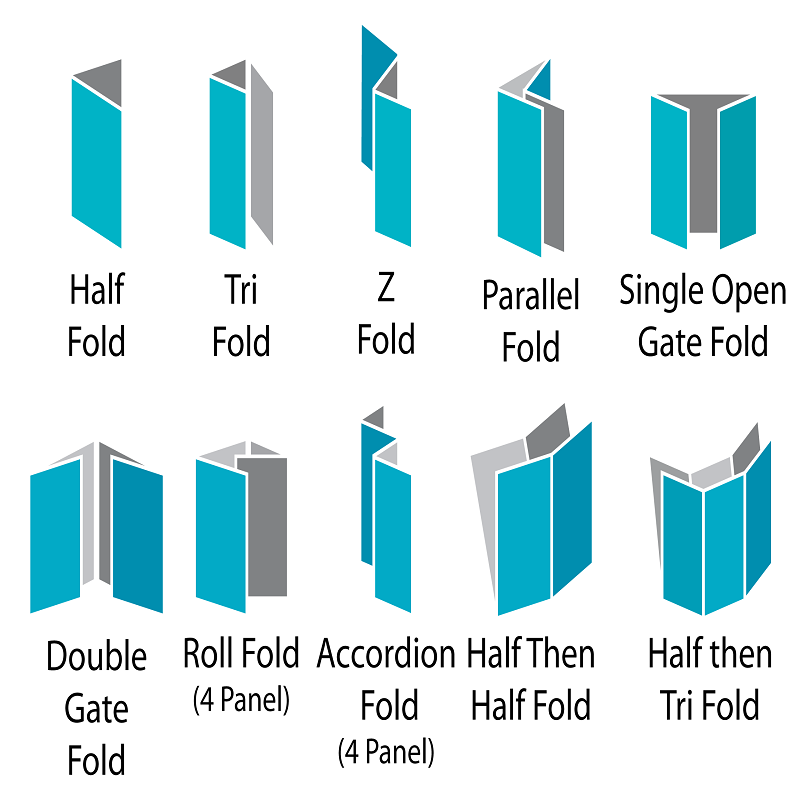 Half
Fold
Tri
Fold
Z
Fold
Parallel
Fold
Single Open
Gate Fold
Double
Gate
Fold
Roll Fold
(4 Panel)
Accordion
Fold
(4 Panel)
Half Then
Half Fold
Half then
Tri Fold